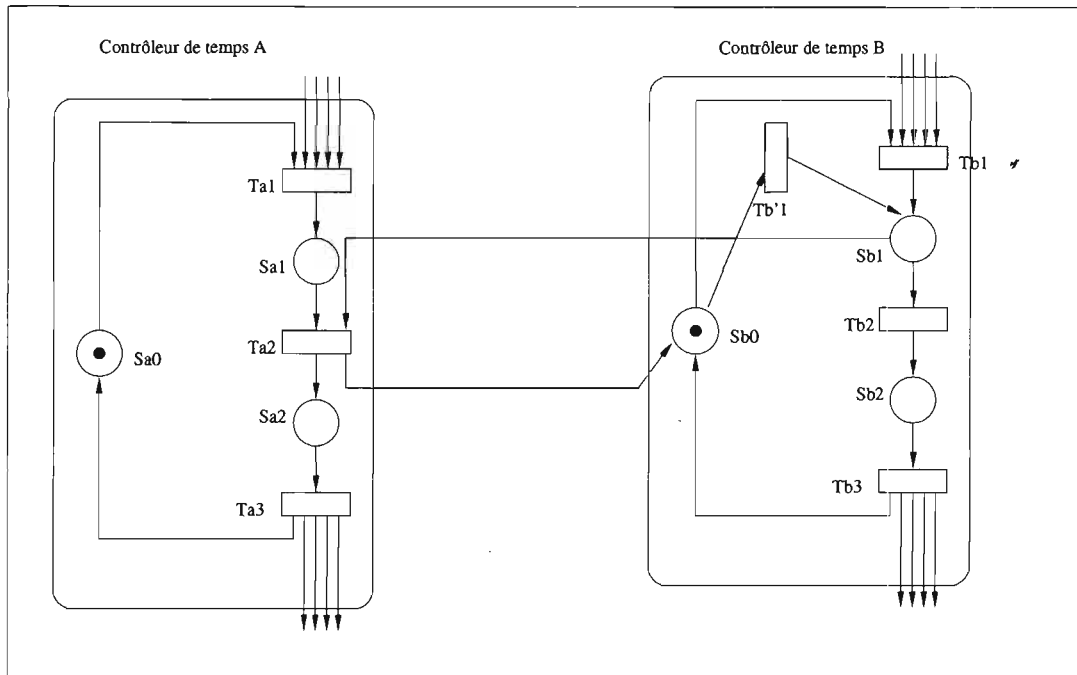 Contrôleur de temps A
Ta1
Sa1
Sa0
Ta2
Sa2
Ta3
Contrôleur de temps B
Tb1
Tb'1
Sb1
Sb0
Tb2
Sb2
Tb3